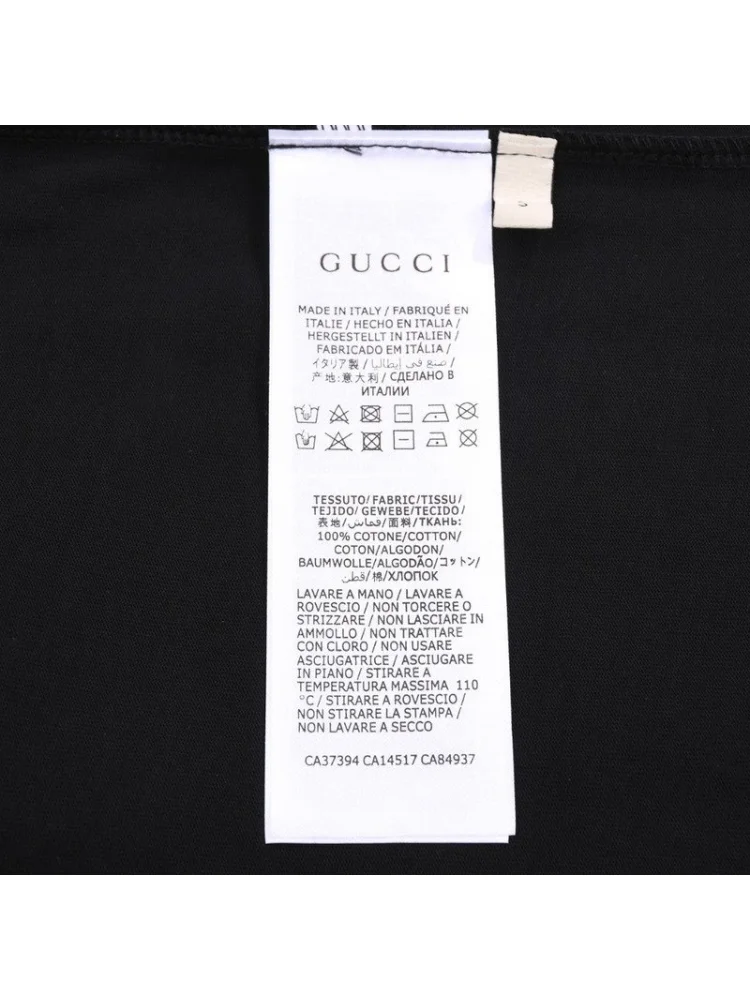 GUCCI
MADE IN ITALY / FABRIQUÉ EN
ITALIE / HECHO EN ITALIA /
HERGESTELLT IN ITALIEN /
FABRICADO EM ITÁLIA /
イタリア製 / صنع في إيطاليا /
产地:意大利 / СДЕЛАНО В
ИТАЛИИ
TESSUTO/FABRIC/TISSU/
TEJIDO/ GEWEBE/TECIDO/
表地/قماش/面料/ТКАНЬ:
100% COTONE/COTTON/
COTON/ALGODON/
BAUMWOLLE/ALGODÃO/コットン/
قطن/棉/ХЛОПОК
LAVARE A MANO / LAVARE A
ROVESCIO / NON TORCERE O
STRIZZARE / NON LASCIARE IN
AMMOLLO / NON TRATTARE
CON CLORO / NON USARE
ASCIUGATRICE / ASCIUGARE
IN PIANO / STIRARE A
TEMPERATURA MASSIMA 110
°C / STIRARE A ROVESCIO /
NON STIRARE LA STAMPA /
NON LAVARE A SECCO
CA37394 CA14517 CA84937